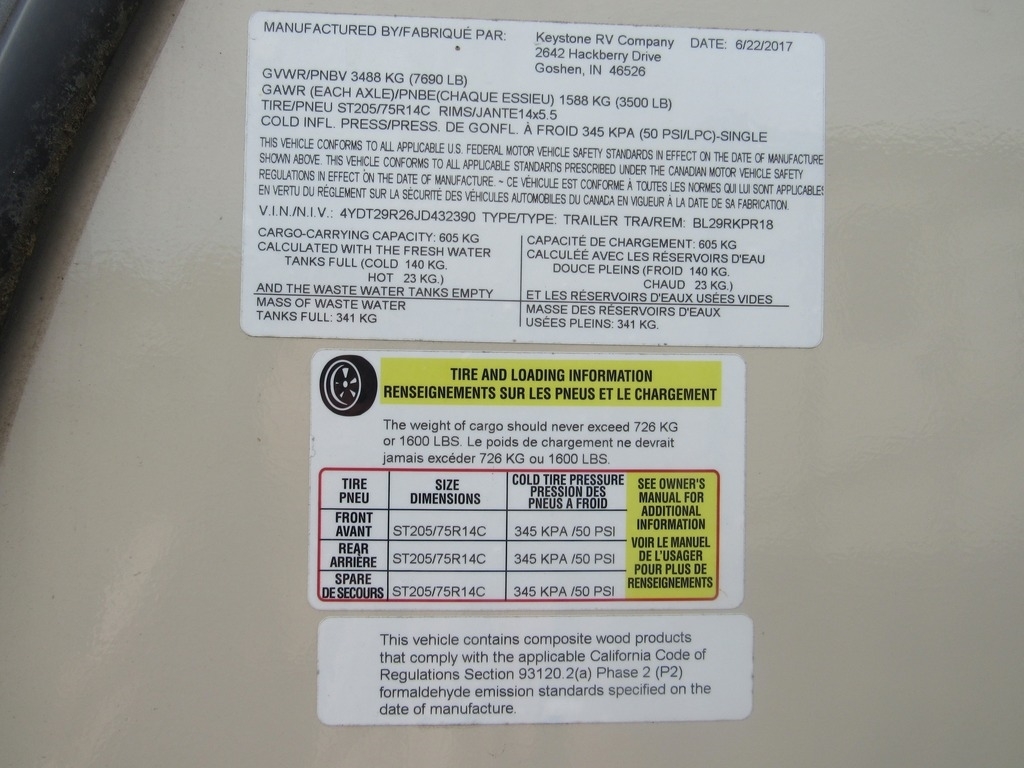 MANUFACTURED BY/FABRIQUÉ PAR: Keystone RV Company DATE: 6/22/2017
2642 Hackberry Drive
Goshen, IN 46526
GVWR/PNBV 3488 KG (7690 LB)
GAWR (EACH AXLE)/PNBE(CHAQUE ESSIEU) 1588 KG (3500 LB)
TIRE/PNEU ST205/75R14C RIMS/JANTE14x5.5
COLD INFL. PRESS/PRESS. DE GONFL. À FROID 345 KPA (50 PSI/LPC)-SINGLE
THIS VEHICLE CONFORMS TO ALL APPLICABLE U.S. FEDERAL MOTOR VEHICLE SAFETY STANDARDS IN EFFECT ON THE DATE OF MANUFACTURE
SHOWN ABOVE. THIS VEHICLE CONFORMS TO ALL APPLICABLE STANDARDS PRESCRIBED UNDER THE CANADIAN MOTOR VEHICLE SAFETY
REGULATIONS IN EFFECT ON THE DATE OF MANUFACTURE. ~ CE VÉHICULE EST CONFORME À TOUTES LES NORMES QUI LUI SONT APPLICABLES
EN VERTU DU RÉGLEMENT SUR LA SÉCURITÉ DES VÉHICULES AUTOMOBILES DU CANADA EN VIGUEUR À LA DATE DE SA FABRICATION.
V.I.N./N.I.V.: 4YDT29R26JD432390 TYPE/TYPE: TRAILER TRA/REM: BL29RKPR18
CARGO-CARRYING CAPACITY: 605 KG
CALCULATED WITH THE FRESH WATER
TANKS FULL (COLD 140 KG.
HOT 23 KG.)
AND THE WASTE WATER TANKS EMPTY
MASS OF WASTE WATER
TANKS FULL: 341 KG
CAPACITÉ DE CHARGEMENT: 605 KG
CALCULÉE AVEC LES RÉSERVOIRS D'EAU
DOUCE PLEINS (FROID 140 KG.
CHAUD 23 KG.)
ET LES RÉSERVOIRS D'EAUX USÉES VIDES
MASSE DES RÉSERVOIRS D'EAUX
USÉES PLEINS: 341 KG.
TIRE AND LOADING INFORMATION
RENSEIGNEMENTS SUR LES PNEUS ET LE CHARGEMENT
The weight of cargo should never exceed 726 KG
or 1600 LBS. Le poids de chargement ne devrait
jamais excéder 726 KG ou 1600 LBS.
TIRE
PNEU
SIZE
DIMENSIONS
COLD TIRE PRESSURE
PRESSION DES
PNEUS À FROID
FRONT
AVANT
ST205/75R14C 345 KPA /50 PSI
REAR
ARRIÈRE
ST205/75R14C 345 KPA /50 PSI
SPARE
DE SECOURS
ST205/75R14C 345 KPA /50 PSI
SEE OWNER'S
MANUAL FOR
ADDITIONAL
INFORMATION
VOIR LE MANUEL
DE L'USAGER
POUR PLUS DE
RENSEIGNEMENTS
This vehicle contains composite wood products
that comply with the applicable California Code of
Regulations Section 93120.2(a) Phase 2 (P2)
formaldehyde emission standards specified on the
date of manufacture.